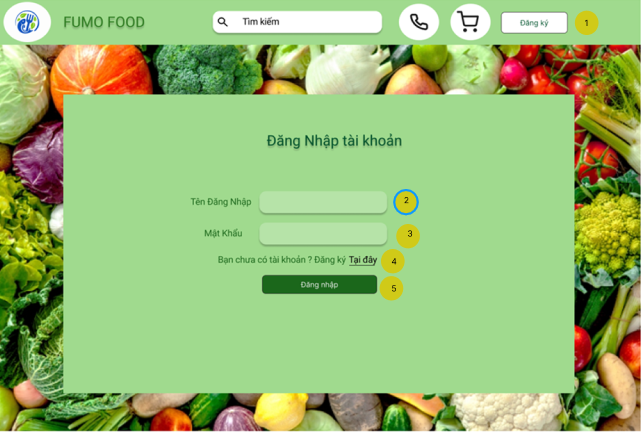 FUMO FOOD
Tìm kiếm
Đăng ký
1
Đăng Nhập tài khoản
Tên Đăng Nhập
2
Mật Khẩu
3
Bạn chưa có tài khoản ? Đăng ký Tại đây
4
Đăng nhập
5